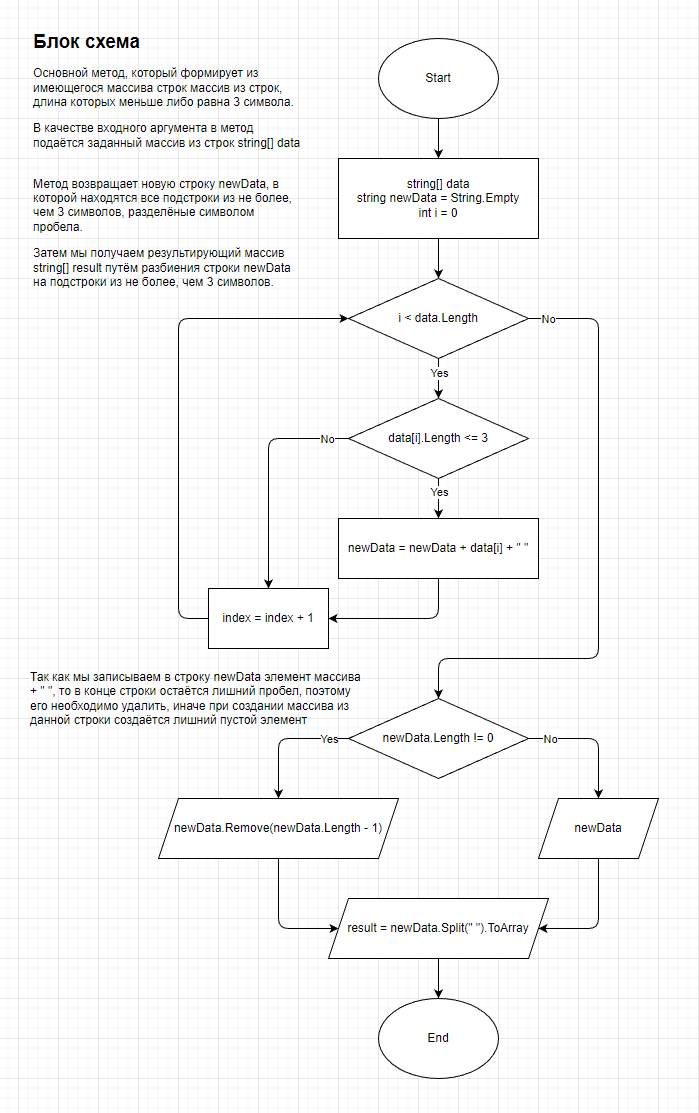 Блок схема
Основной метод, который формирует из
имеющегося массива строк массив из строк,
длина которых меньше либо равна 3 символа.
В качестве входного аргумента в метод
подаётся заданный массив из строк string[] data
Метод возвращает новую строку newData, в
которой находятся все подстроки из не более,
чем 3 символов, разделёные символом
пробела.
Затем мы получаем результирующий массив
string[] result путём разбиения строки newData
на подстроки из не более, чем 3 символов.
Start
string[] data
string newData = String.Empty
int i = 0
i < data.Length
No
Yes
data[i].Length <= 3
No
Yes
newData = newData + data[i] + " "
index = index + 1
Так как мы записываем в строку newData элемент массива
+ " ", то в конце строки остаётся лишний пробел, поэтому
его необходимо удалить, иначе при создании массива из
данной строки создаётся лишний пустой элемент
newData.Length != 0
Yes
No
newData.Remove(newData.Length - 1)
newData
result = newData.Split(" ").ToArray
End